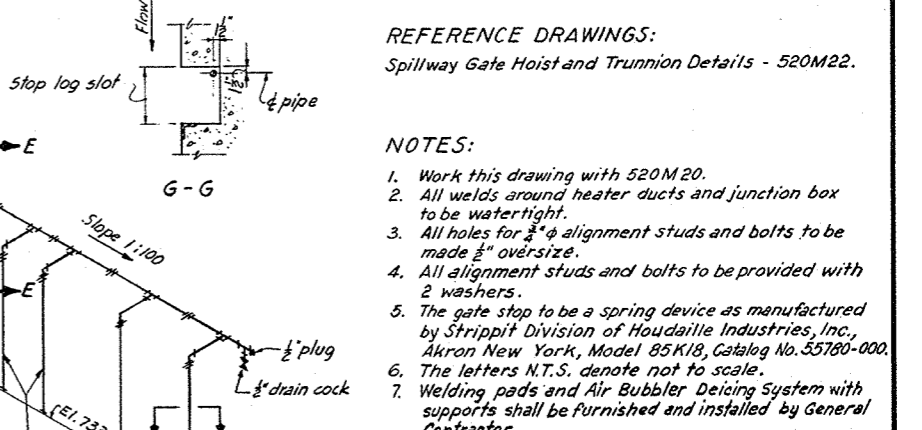 Flow
1½"
Stop log slot
1½"
℄ pipe
E
G - G
Slope 1:100
E
½" plug
½" drain cock
REFERENCE DRAWINGS:
Spillway Gate Hoist and Trunnion Details - 520M22.
NOTES:
1. Work this drawing with 520M20.
2. All welds around heater ducts and junction box
to be watertight.
3. All holes for ¾"ϕ alignment studs and bolts to be
made ½" oversize.
4. All alignment studs and bolts to be provided with
2 washers.
5. The gate stop to be a spring device as manufactured
by Strippit Division of Houdaille Industries, Inc.,
Akron New York, Model 85K18, Catalog No. 55780-000.
6. The letters N.T.S. denote not to scale.
7. Welding pads and Air Bubbler Deicing System with
supports shall be furnished and installed by General
Contractor